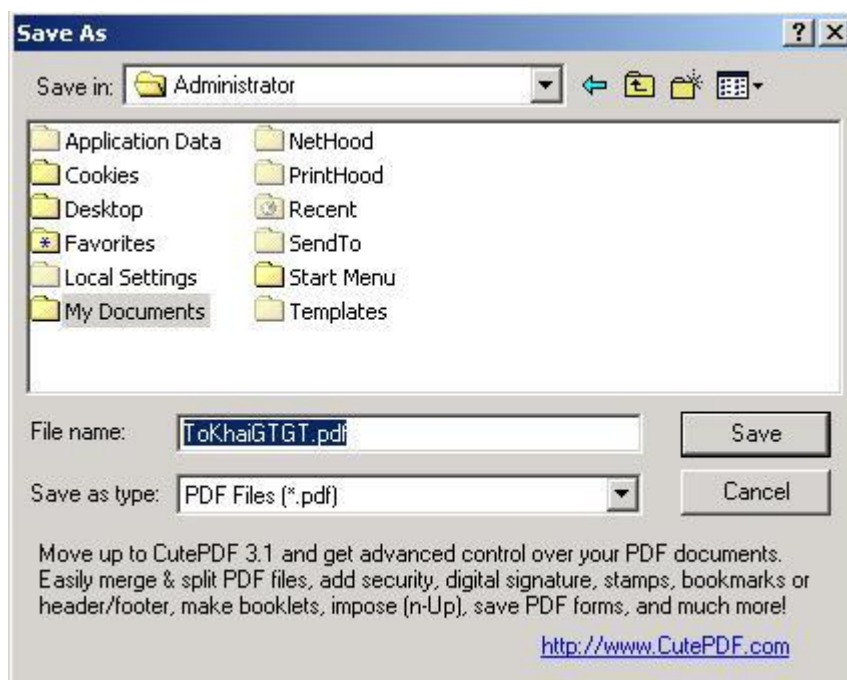 Save As
Save in: Administrator
Application Data
Cookies
Desktop
Favorites
Local Settings
My Documents
NetHood
PrintHood
Recent
SendTo
Start Menu
Templates
File name: ToKhaiGTGT.pdf
Save
Save as type: PDF Files (*.pdf)
Cancel
Move up to CutePDF 3.1 and get advanced control over your PDF documents.
Easily merge & split PDF files, add security, digital signature, stamps, bookmarks or
header/footer, make booklets, impose (n-Up), save PDF forms, and much more!
http://www.CutePDF.com